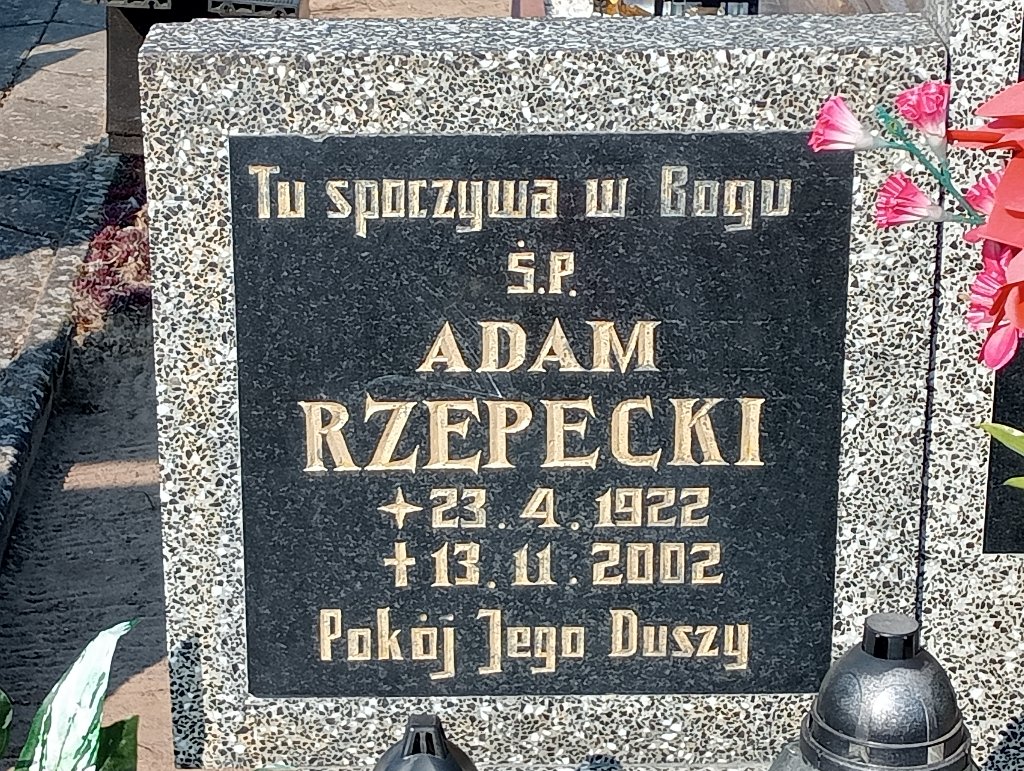 Tu spoczywa w Bogu
Ś.P.
ADAM
RZEPECKI
✦ 23.4.1922
✝ 13.11.2002
Pokój Jego Duszy